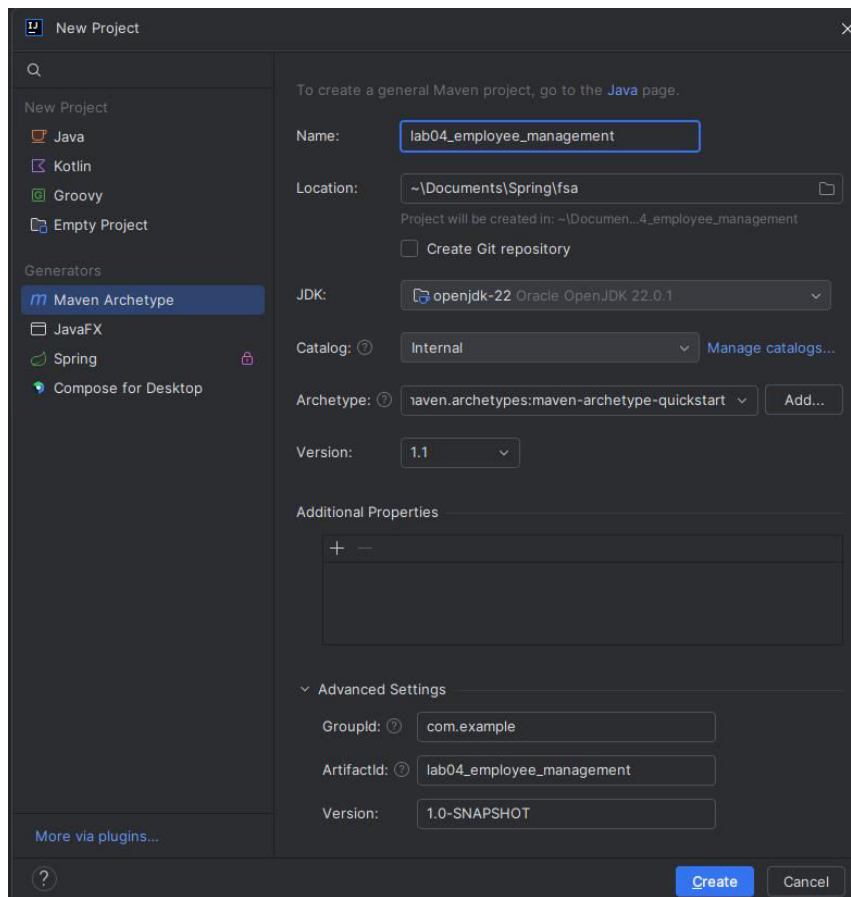 New Project
New Project
Java
Kotlin
Groovy
Empty Project
Generators
Maven Archetype
JavaFX
Spring
Compose for Desktop
More via plugins...
To create a general Maven project, go to the Java page.
Name: lab04_employee_management
Location: ~\Documents\Spring\fsa
Project will be created in: ~\Documen...4_employee_management
Create Git repository
JDK: openjdk-22 Oracle OpenJDK 22.0.1
Catalog: ? Internal Manage catalogs...
Archetype: ? naven.archetypes:maven-archetype-quickstart Add...
Version: 1.1
Additional Properties
Advanced Settings
GroupId: ? com.example
ArtifactId: ? lab04_employee_management
Version: 1.0-SNAPSHOT
? Create Cancel